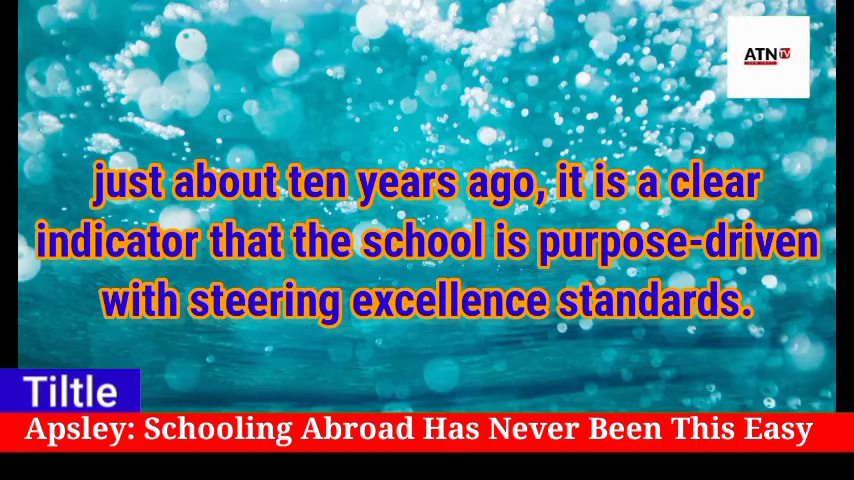 ATN TV
just about ten years ago, it is a clear
indicator that the school is purpose-driven
with steering excellence standards.
Tiltle
Apsley: Schooling Abroad Has Never Been This Easy